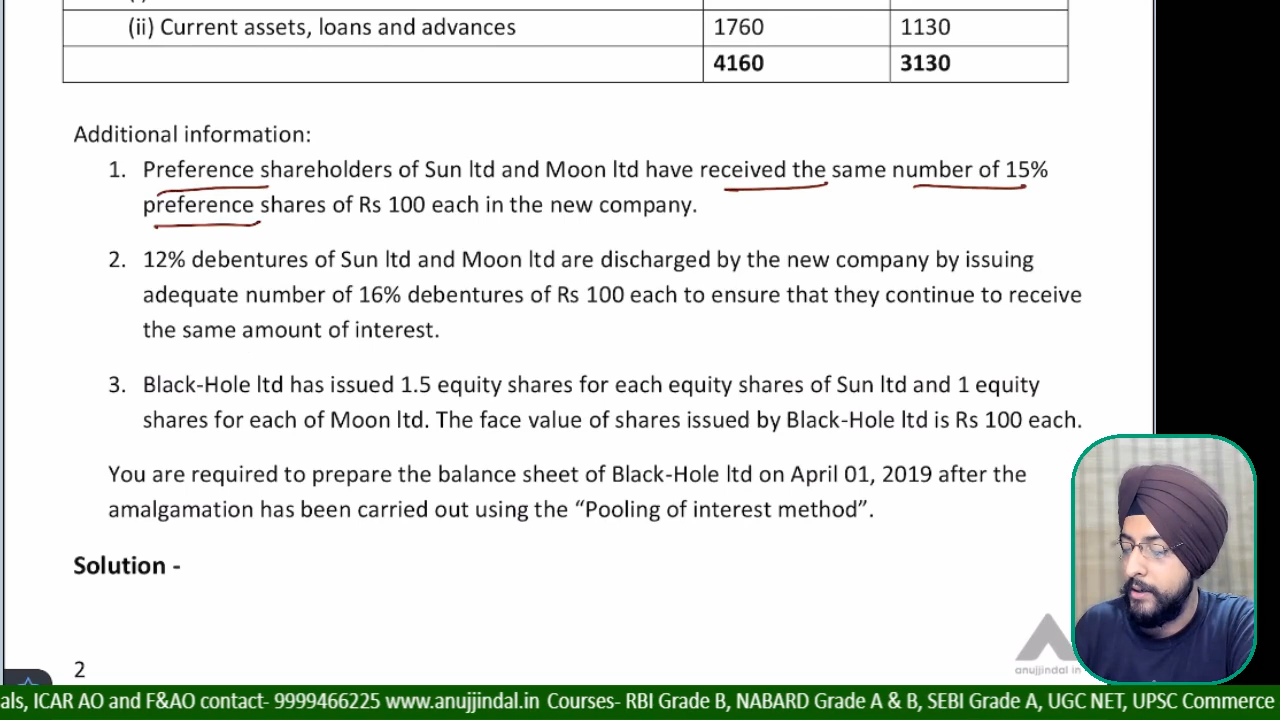 (ii) Current assets, loans and advances 1760 1130
4160 3130
Additional information:
1. Preference shareholders of Sun ltd and Moon ltd have received the same number of 15%
preference shares of Rs 100 each in the new company.
2. 12% debentures of Sun ltd and Moon ltd are discharged by the new company by issuing
adequate number of 16% debentures of Rs 100 each to ensure that they continue to receive
the same amount of interest.
3. Black-Hole ltd has issued 1.5 equity shares for each equity shares of Sun ltd and 1 equity
shares for each of Moon ltd. The face value of shares issued by Black-Hole ltd is Rs 100 each.
You are required to prepare the balance sheet of Black-Hole ltd on April 01, 2019 after the
amalgamation has been carried out using the “Pooling of interest method”.
Solution -
anujjindal.in
2
als, ICAR AO and F&AO contact- 9999466225 www.anujjindal.in Courses- RBI Grade B, NABARD Grade A & B, SEBI Grade A, UGC NET, UPSC Commerce